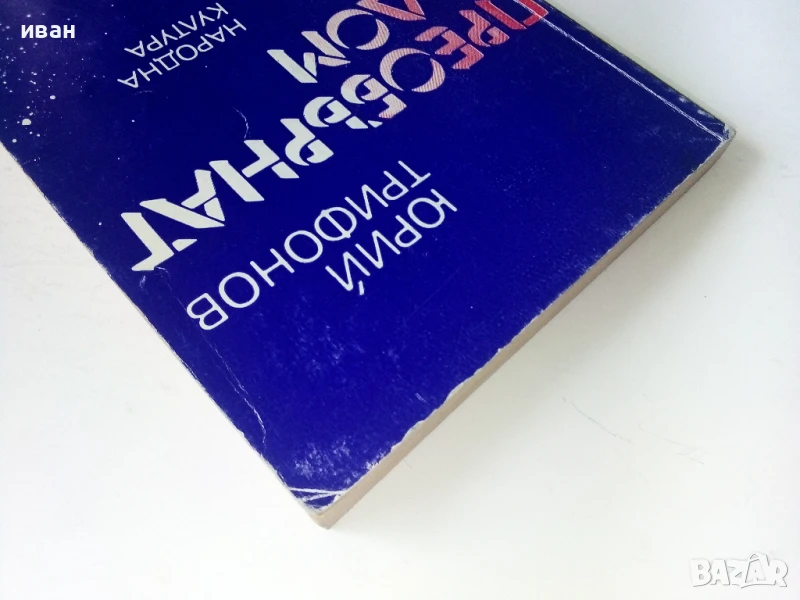 иван
ЮРИЙ
ТРИФОНОВ
ПРЕОБЪРНАТ
ДОМ
НАРОДНА
КУЛТУРА
BAZAR